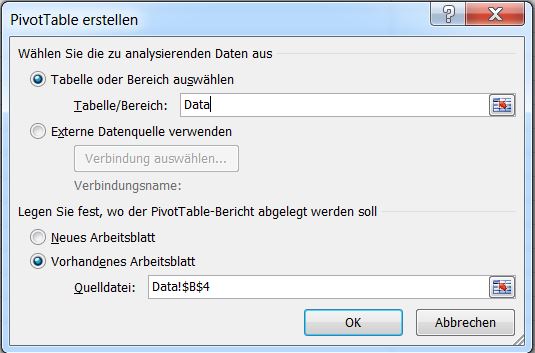 PivotTable erstellen
Wählen Sie die zu analysierenden Daten aus
Tabelle oder Bereich auswählen
Tabelle/Bereich: Data
Externe Datenquelle verwenden
Verbindung auswählen...
Verbindungsname:
Legen Sie fest, wo der PivotTable-Bericht abgelegt werden soll
Neues Arbeitsblatt
Vorhandenes Arbeitsblatt
Quelldatei: Data!$B$4
OK Abbrechen